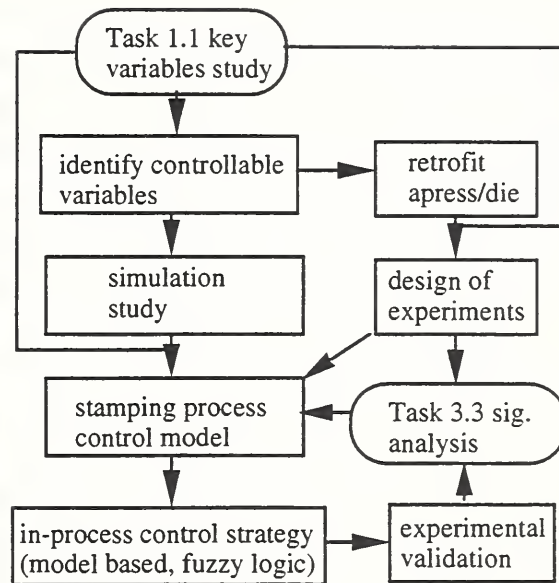 Task 1.1 key
variables study
identify controllable
variables
retrofit
apress/die
simulation
study
design of
experiments
stamping process
control model
Task 3.3 sig.
analysis
in-process control strategy
(model based, fuzzy logic)
experimental
validation